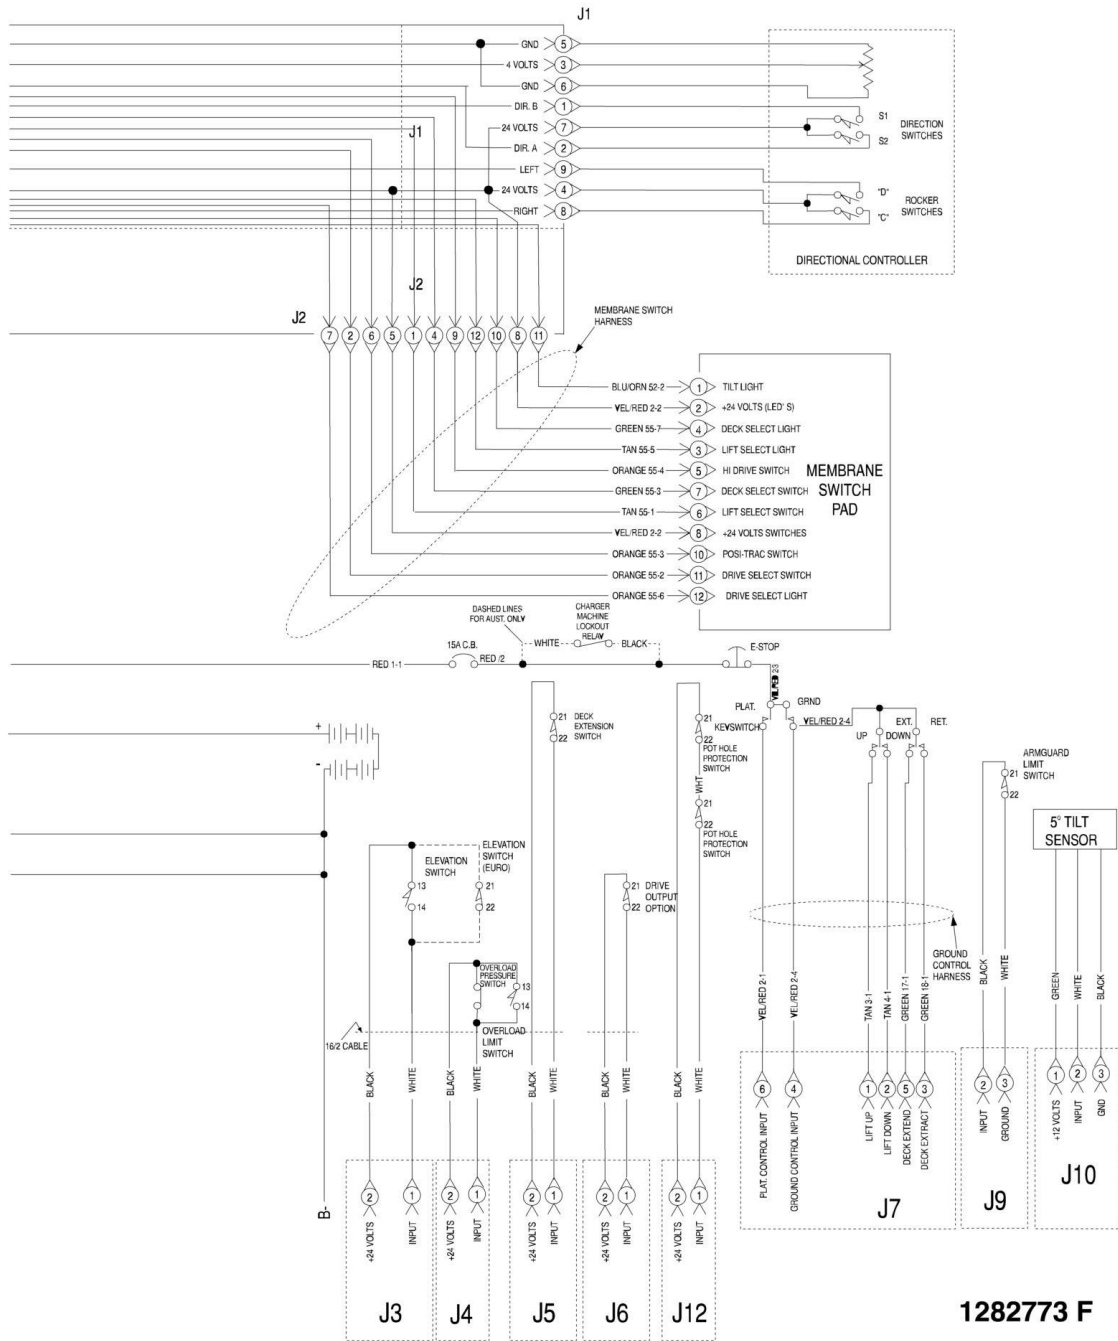 J1
GND 5
4 VOLTS 3
GND 6
DIR. B 1
24 VOLTS 7
J1
DIR. A 2
LEFT 9
24 VOLTS 4
RIGHT 8
S1
S2
DIRECTION
SWITCHES
"D"
"C"
ROCKER
SWITCHES
DIRECTIONAL CONTROLLER
J2
J2
7 2 6 5 1 4 9 12 10 8 11
MEMBRANE SWITCH
HARNESS
BLU/ORN 52-2 1 TILT LIGHT
YEL/RED 2-2 2 +24 VOLTS (LED' S)
GREEN 55-7 4 DECK SELECT LIGHT
TAN 55-5 3 LIFT SELECT LIGHT
ORANGE 55-4 5 HI DRIVE SWITCH
GREEN 55-3 7 DECK SELECT SWITCH
TAN 55-1 6 LIFT SELECT SWITCH
YEL/RED 2-2 8 +24 VOLTS SWITCHES
ORANGE 55-3 10 POSI-TRAC SWITCH
ORANGE 55-2 11 DRIVE SELECT SWITCH
ORANGE 55-6 12 DRIVE SELECT LIGHT
MEMBRANE
SWITCH
PAD
DASHED LINES
FOR AUST. ONLY
CHARGER
MACHINE
LOCKOUT
RELAY
WHITE
BLACK
15A C.B.
RED 1-1
RED /2
E-STOP
YEL/RED 2/3
PLAT.
GRND
KEYSWITCH
YEL/RED 2-4
EXT.
RET.
UP
DOWN
21
22
DECK
EXTENSION
SWITCH
21
22
POT HOLE
PROTECTION
SWITCH
WHT
21
22
POT HOLE
PROTECTION
SWITCH
ARMGUARD
LIMIT
SWITCH
21
22
5° TILT
SENSOR
+
-
ELEVATION
SWITCH
13
14
ELEVATION
SWITCH
(EURO)
21
22
21
22
DRIVE
OUTPUT
OPTION
OVERLOAD
PRESSURE
SWITCH
13
14
OVERLOAD
LIMIT
SWITCH
16/2 CABLE
GROUND
CONTROL
HARNESS
BLACK
WHITE
BLACK
WHITE
BLACK
WHITE
BLACK
WHITE
BLACK
WHITE
YEL/RED 2-1
YEL/RED 2-4
TAN 3-1
TAN 4-1
GREEN 17-1
GREEN 18-1
BLACK
WHITE
GREEN
WHITE
BLACK
6 PLAT. CONTROL INPUT
4 GROUND CONTROL INPUT
1 LIFT UP
2 LIFT DOWN
5 DECK EXTEND
3 DECK EXTRACT
J7
2 INPUT
3 GROUND
J9
1 +12 VOLTS
2 INPUT
3 GND
J10
B-
2 +24 VOLTS
1 INPUT
J3
2 +24 VOLTS
1 INPUT
J4
2 +24 VOLTS
1 INPUT
J5
2 +24 VOLTS
1 INPUT
J6
2 +24 VOLTS
1 INPUT
J12
1282773 F